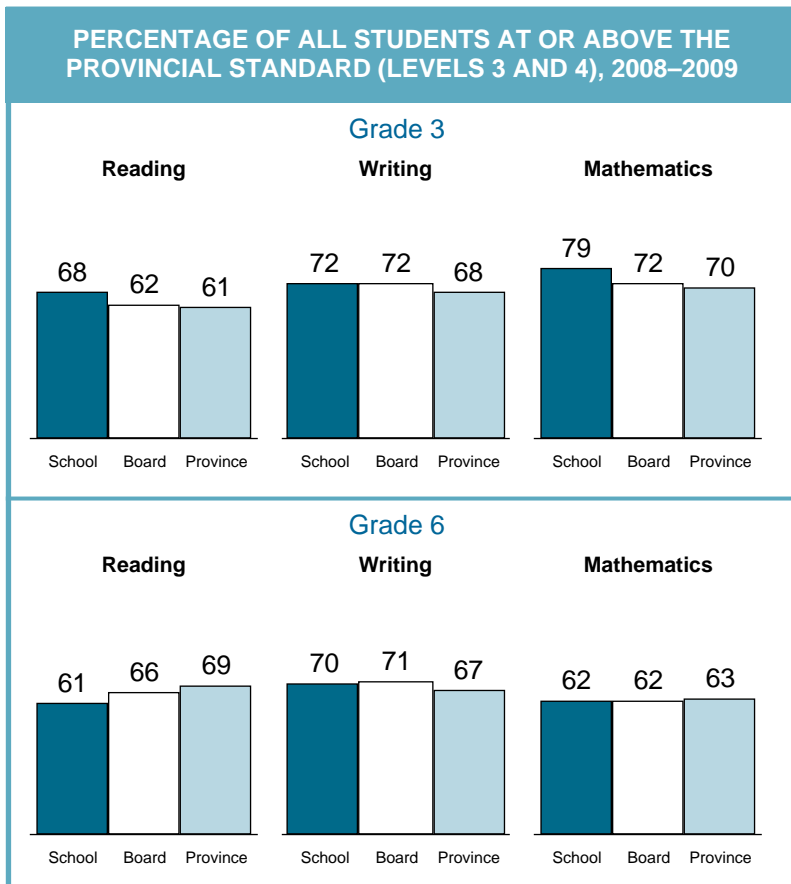 PERCENTAGE OF ALL STUDENTS AT OR ABOVE THE
PROVINCIAL STANDARD (LEVELS 3 AND 4), 2008–2009
Grade 3
Reading Writing Mathematics
68 62 61 72 72 68 79 72 70
School Board Province School Board Province School Board Province
Grade 6
Reading Writing Mathematics
61 66 69 70 71 67 62 62 63
School Board Province School Board Province School Board Province